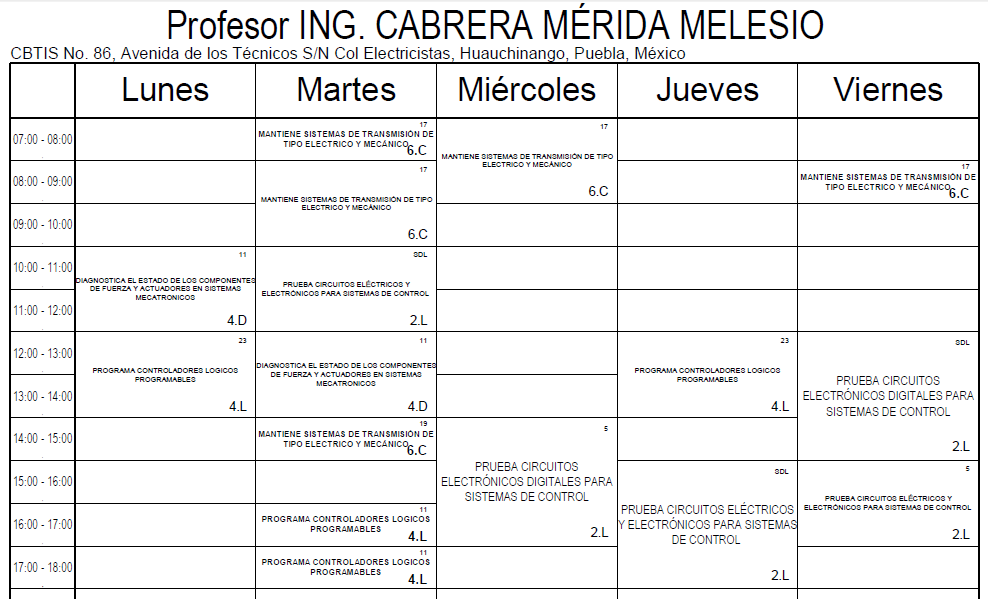 Profesor ING. CABRERA MÉRIDA MELESIO
CBTIS No. 86, Avenida de los Técnicos S/N Col Electricistas, Huauchinango, Puebla, México
Lunes Martes Miércoles Jueves Viernes
07:00 - 08:00
17
MANTIENE SISTEMAS DE TRANSMISIÓN DE
TIPO ELECTRICO Y MECÁNICO
6.C
17
MANTIENE SISTEMAS DE TRANSMISIÓN DE TIPO
ELECTRICO Y MECÁNICO
6.C
08:00 - 09:00
17
MANTIENE SISTEMAS DE TRANSMISIÓN DE TIPO
ELECTRICO Y MECÁNICO
6.C
17
MANTIENE SISTEMAS DE TRANSMISIÓN DE
TIPO ELECTRICO Y MECÁNICO
6.C
09:00 - 10:00
10:00 - 11:00
11
DIAGNOSTICA EL ESTADO DE LOS COMPONENTES
DE FUERZA Y ACTUADORES EN SISTEMAS
MECATRONICOS
4.D
SDL
PRUEBA CIRCUITOS ELÉCTRICOS Y
ELECTRÓNICOS PARA SISTEMAS DE CONTROL
2.L
11:00 - 12:00
12:00 - 13:00
23
PROGRAMA CONTROLADORES LOGICOS
PROGRAMABLES
4.L
11
DIAGNOSTICA EL ESTADO DE LOS COMPONENTES
DE FUERZA Y ACTUADORES EN SISTEMAS
MECATRONICOS
4.D
23
PROGRAMA CONTROLADORES LOGICOS
PROGRAMABLES
4.L
SDL
PRUEBA CIRCUITOS
ELECTRÓNICOS DIGITALES PARA
SISTEMAS DE CONTROL
2.L
13:00 - 14:00
14:00 - 15:00
19
MANTIENE SISTEMAS DE TRANSMISIÓN DE
TIPO ELECTRICO Y MECÁNICO
6.C
5
PRUEBA CIRCUITOS
ELECTRÓNICOS DIGITALES PARA
SISTEMAS DE CONTROL
2.L
15:00 - 16:00
SDL
PRUEBA CIRCUITOS ELÉCTRICOS
Y ELECTRÓNICOS PARA SISTEMAS
DE CONTROL
2.L
5
PRUEBA CIRCUITOS ELÉCTRICOS Y
ELECTRÓNICOS PARA SISTEMAS DE CONTROL
2.L
16:00 - 17:00
11
PROGRAMA CONTROLADORES LOGICOS
PROGRAMABLES
4.L
17:00 - 18:00
11
PROGRAMA CONTROLADORES LOGICOS
PROGRAMABLES
4.L